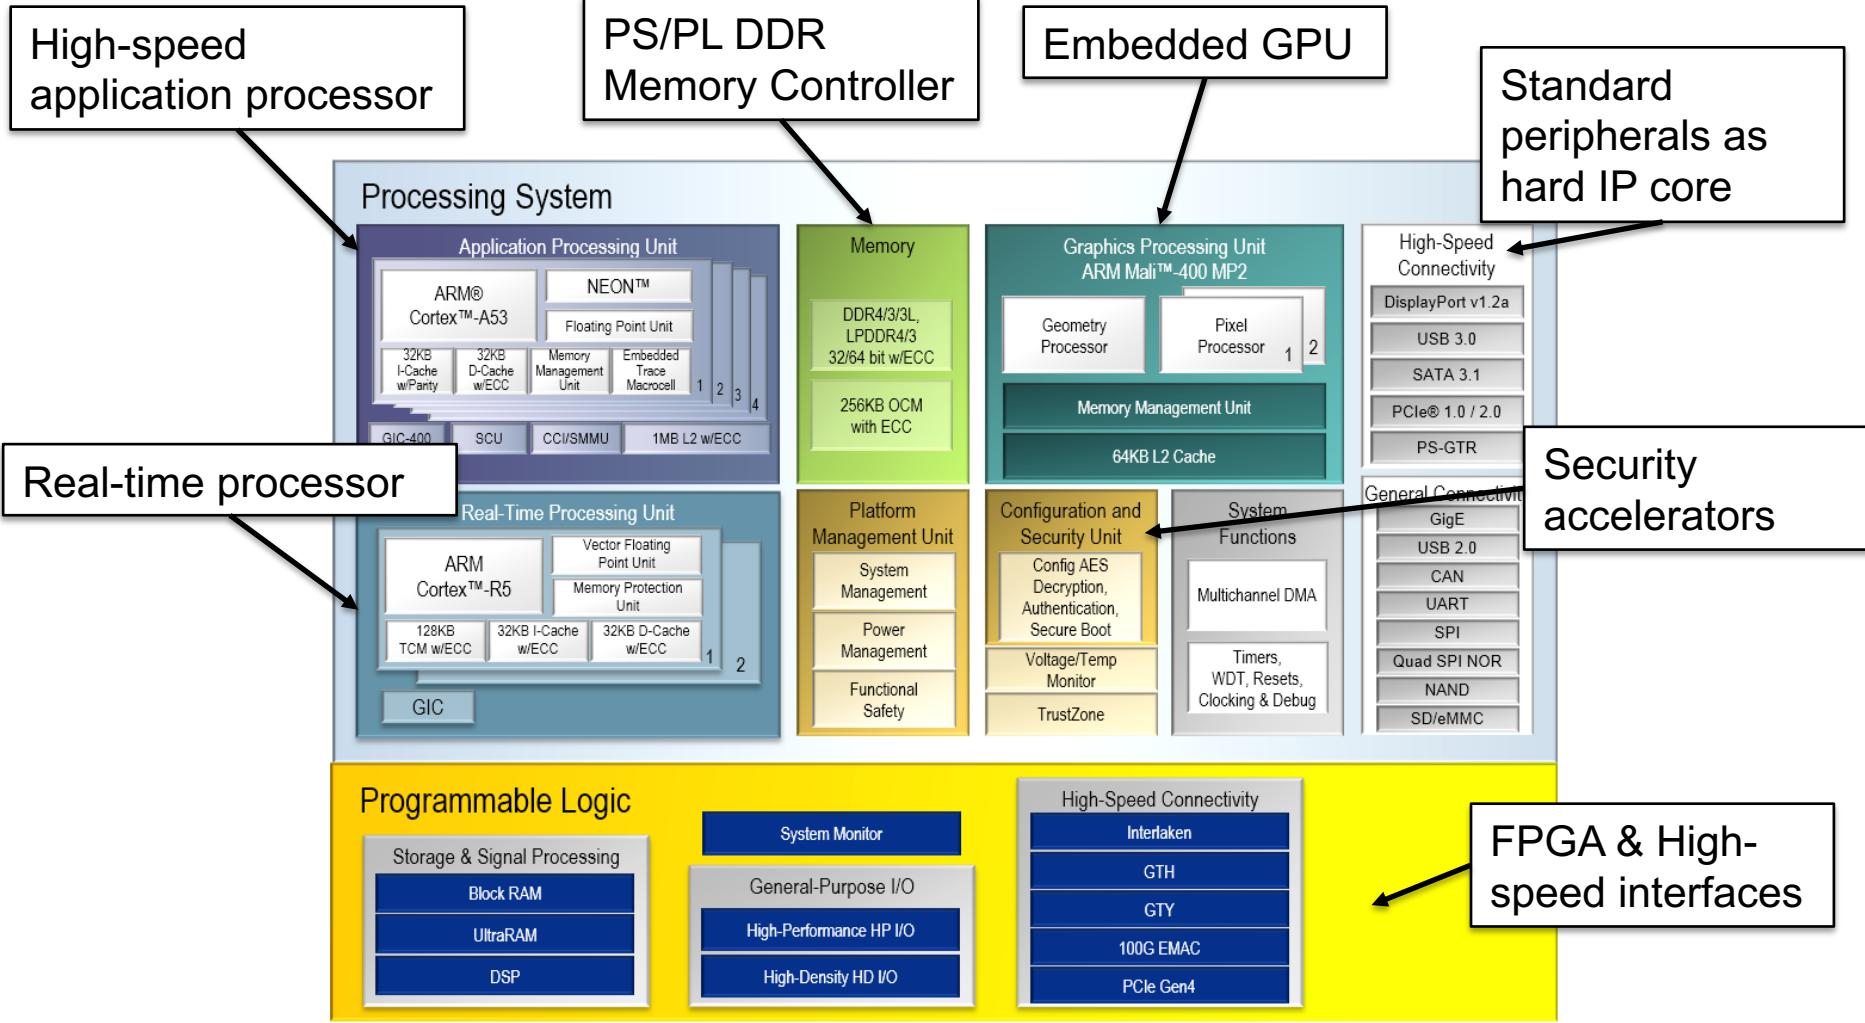 High-speed
application processor
PS/PL DDR
Memory Controller
Embedded GPU
Standard
peripherals as
hard IP core
Processing System
Application Processing Unit
ARM®
Cortex™-A53
NEON™
Floating Point Unit
32KB
I-Cache
w/Parity
32KB
D-Cache
w/ECC
Memory
Management
Unit
Embedded
Trace
Macrocell
1
2
3
4
GIC-400
SCU
CCI/SMMU
1MB L2 w/ECC
Memory
DDR4/3/3L,
LPDDR4/3
32/64 bit w/ECC
256KB OCM
with ECC
Graphics Processing Unit
ARM Mali™-400 MP2
Geometry
Processor
Pixel
Processor
1
2
Memory Management Unit
64KB L2 Cache
High-Speed
Connectivity
DisplayPort v1.2a
USB 3.0
SATA 3.1
PCIe® 1.0 / 2.0
PS-GTR
Real-time processor
Security
accelerators
Real-Time Processing Unit
ARM
Cortex™-R5
Vector Floating
Point Unit
Memory Protection
Unit
128KB
TCM w/ECC
32KB I-Cache
w/ECC
32KB D-Cache
w/ECC
1
2
GIC
Platform
Management Unit
System
Management
Power
Management
Functional
Safety
Configuration and
Security Unit
Config AES
Decryption,
Authentication,
Secure Boot
Voltage/Temp
Monitor
TrustZone
System
Functions
Multichannel DMA
Timers,
WDT, Resets,
Clocking & Debug
General Connectivit
GigE
USB 2.0
CAN
UART
SPI
Quad SPI NOR
NAND
SD/eMMC
Programmable Logic
Storage & Signal Processing
Block RAM
UltraRAM
DSP
System Monitor
General-Purpose I/O
High-Performance HP I/O
High-Density HD I/O
High-Speed Connectivity
Interlaken
GTH
GTY
100G EMAC
PCIe Gen4
FPGA & High-
speed interfaces